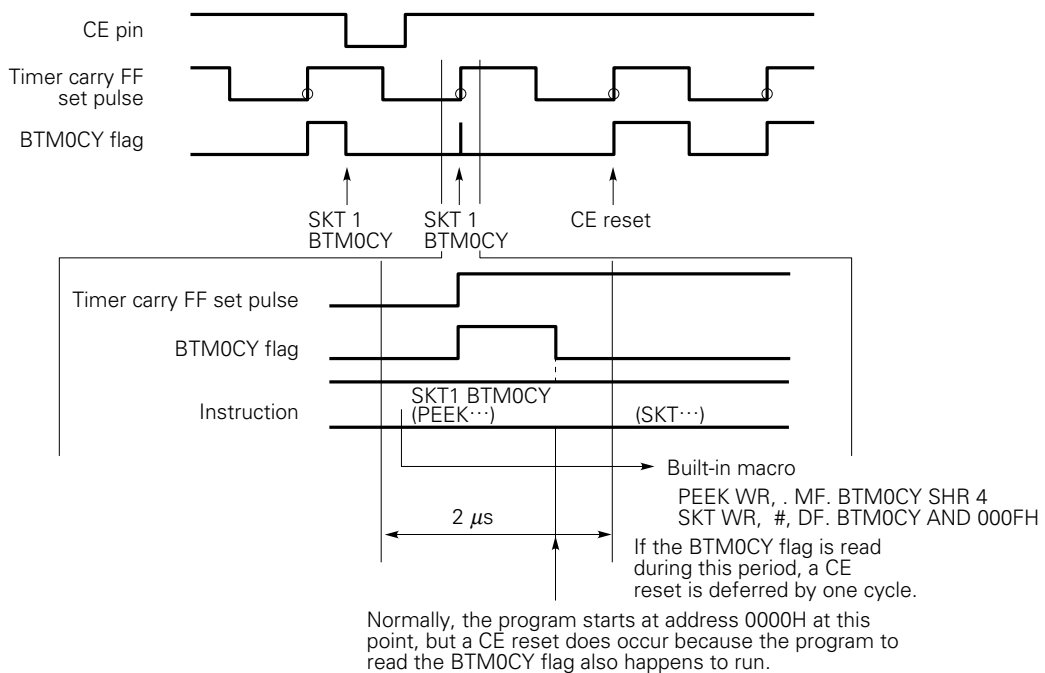 CE pin
Timer carry FF
set pulse
BTM0CY flag
SKT 1
BTM0CY
SKT 1
BTM0CY
CE reset
Timer carry FF set pulse
BTM0CY flag
Instruction
SKT1 BTM0CY
(PEEK···)
(SKT···)
Built-in macro
PEEK WR, . MF. BTM0CY SHR 4
SKT WR, #, DF. BTM0CY AND 000FH
2 μs
If the BTM0CY flag is read
during this period, a CE
reset is deferred by one cycle.
Normally, the program starts at address 0000H at this
point, but a CE reset does occur because the program to
read the BTM0CY flag also happens to run.